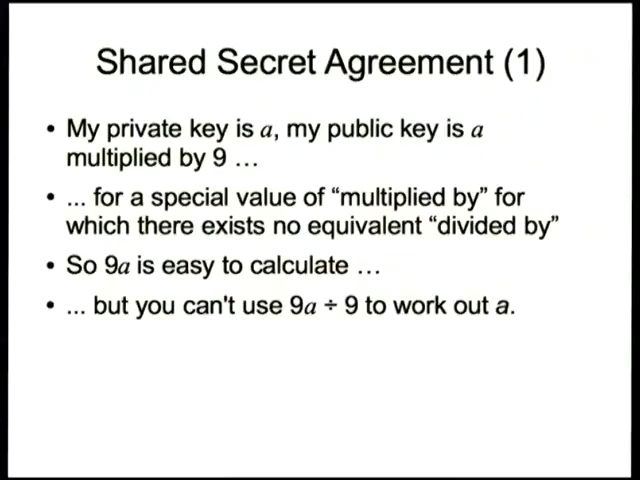 Shared Secret Agreement (1)
• My private key is a, my public key is a
multiplied by 9 …
• ... for a special value of “multiplied by” for
which there exists no equivalent “divided by”
• So 9a is easy to calculate …
• ... but you can't use 9a ÷ 9 to work out a.